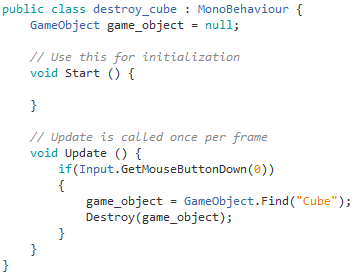 public class destroy_cube : MonoBehaviour {
    GameObject game_object = null;
    // Use this for initialization
    void Start () {
    }
    // Update is called once per frame
    void Update () {
        if(Input.GetMouseButtonDown(0))
        {
            game_object = GameObject.Find("Cube");
            Destroy(game_object);
        }
    }
}